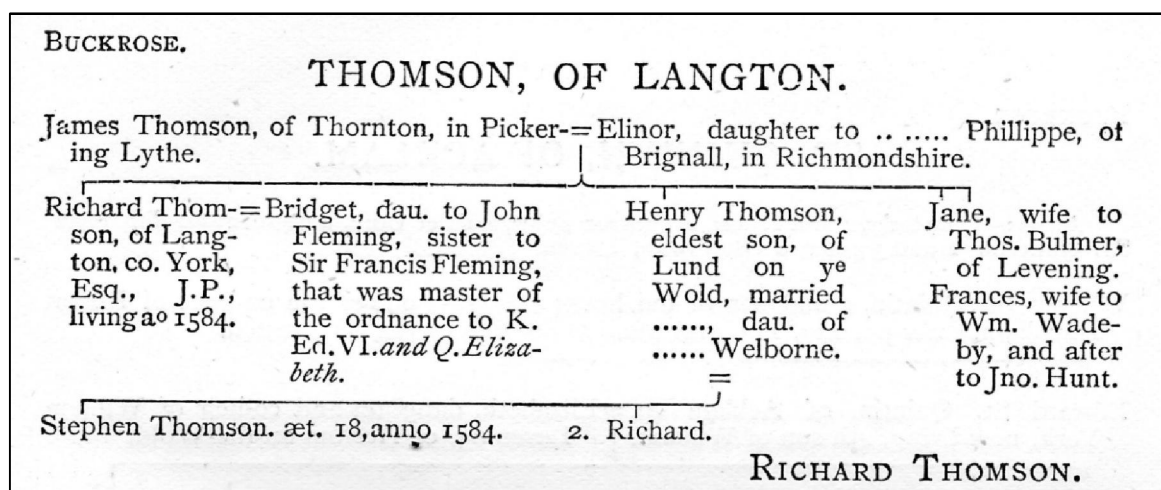 BUCKROSE.
THOMSON, OF LANGTON.
James Thomson, of Thornton, in Picker-=Elinor, daughter to .. ..... Phillippe, of
ing Lythe.
Brignall, in Richmondshire.
Richard Thom-=Bridget, dau. to John
son, of Lang-
ton, co. York,
Esq., J.P.,
living aº 1584.
Fleming, sister to
Sir Francis Fleming,
that was master of
the ordnance to K.
Ed. VI. and Q. Eliza-
beth.
Henry Thomson,
eldest son, of
Lund on yᵉ
Wold, married
......, dau. of
...... Welborne.
=
Jane, wife to
Thos. Bulmer,
of Levening.
Frances, wife to
Wm. Wade-
by, and after
to Jno. Hunt.
Stephen Thomson. æt. 18, anno 1584.
2. Richard.
RICHARD THOMSON.